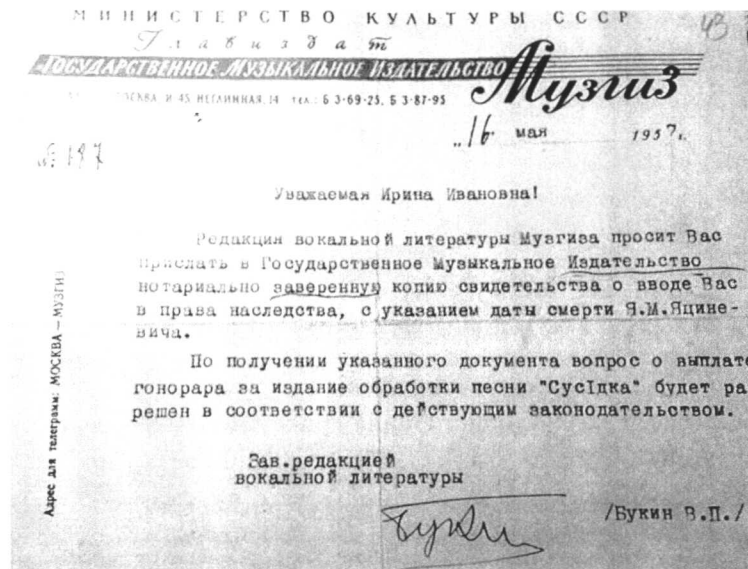 43
МИНИСТЕРСТВО КУЛЬТУРЫ СССР
Главиздат
ГОСУДАРСТВЕННОЕ МУЗЫКАЛЬНОЕ ИЗДАТЕЛЬСТВО
Музгиз
МОСКВА И-45, НЕГЛИННАЯ, 14 тел.: Б 3-69-25, Б 3-87-95
„16 мая 1957 г.
№ 197
Уважаемая Ирина Ивановна!
Редакция вокальной литературы Музгиза просит Вас
прислать в Государственное Музыкальное Издательство
нотариально заверенную копию свидетельства о вводе Вас
в права наследства, с указанием даты смерти Я.М.Яцине-
вича.
По получении указанного документа вопрос о выплате
гонорара за издание обработки песни "СусIдка" будет ра
решен в соответствии с действующим законодательством.
Зав.редакцией
вокальной литературы
Букин
/Букин В.П./
Адрес для телеграмм: МОСКВА — МУЗГИЗ